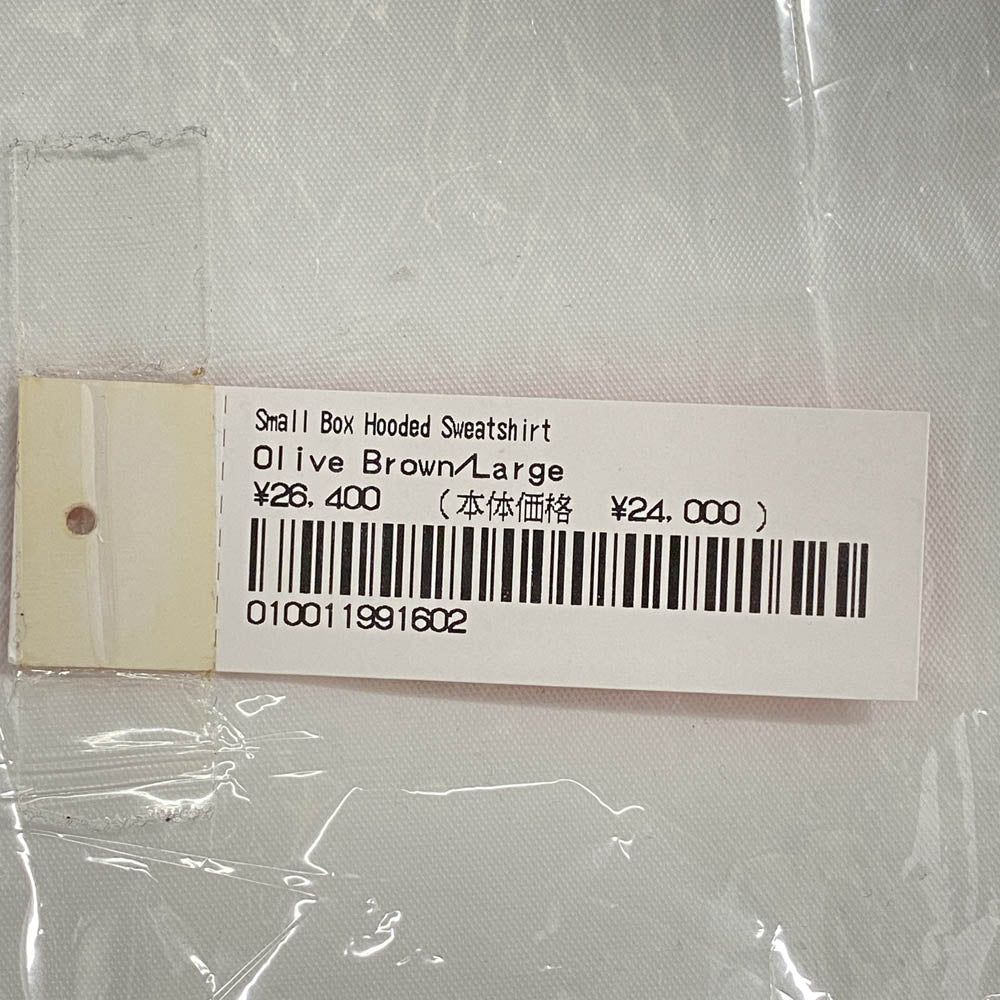 Small Box Hooded Sweatshirt
Olive Brown/Large
¥26,400 (本体価格 ¥24,000)
010011991602